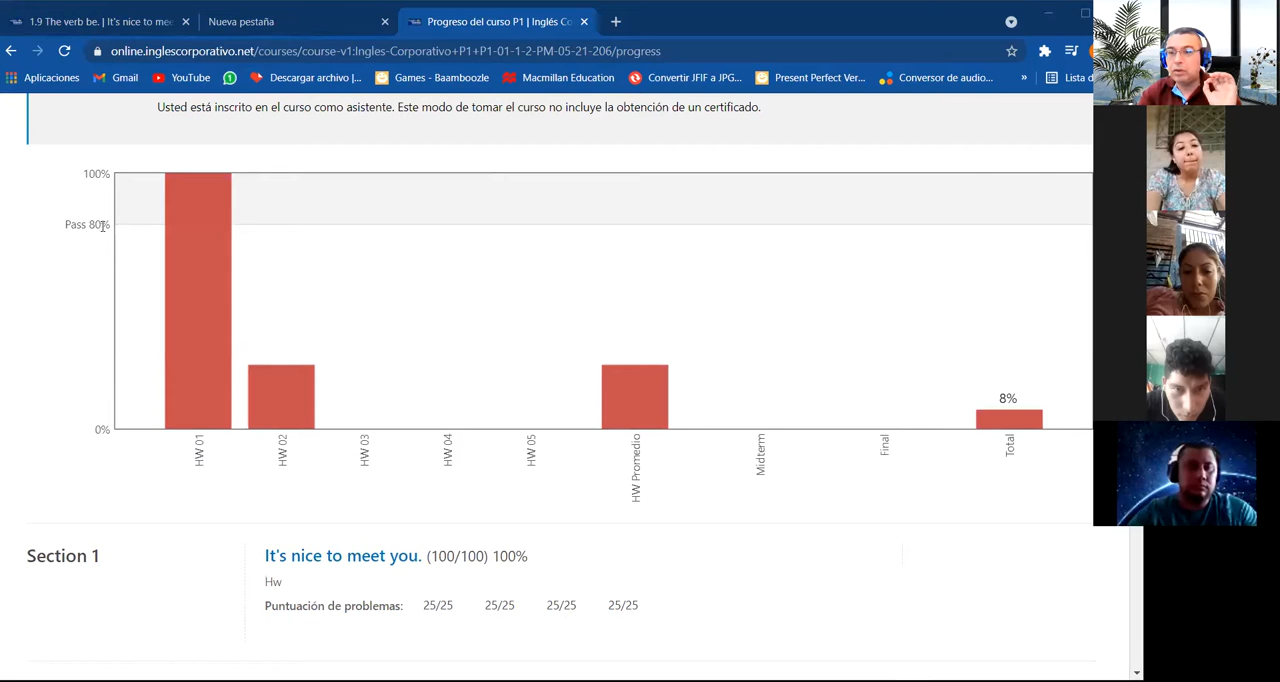 1.9 The verb be. | It's nice to me
Nueva pestaña
Progreso del curso P1 | Inglés Co
online.inglescorporativo.net/courses/course-v1:Ingles-Corporativo+P1+P1-01-1-2-PM-05-21-206/progress
Aplicaciones
Gmail
YouTube
Descargar archivo |...
Games - Baamboozle
Macmillan Education
Convertir JFIF a JPG...
Present Perfect Ver...
Conversor de audio...
»
Lista d
Usted está inscrito en el curso como asistente. Este modo de tomar el curso no incluye la obtención de un certificado.
100%
Pass 80%
8%
0%
HW 01
HW 02
HW 03
HW 04
HW 05
HW Promedio
Midterm
Final
Total
Section 1
It's nice to meet you. (100/100) 100%
Hw
Puntuación de problemas: 25/25 25/25 25/25 25/25